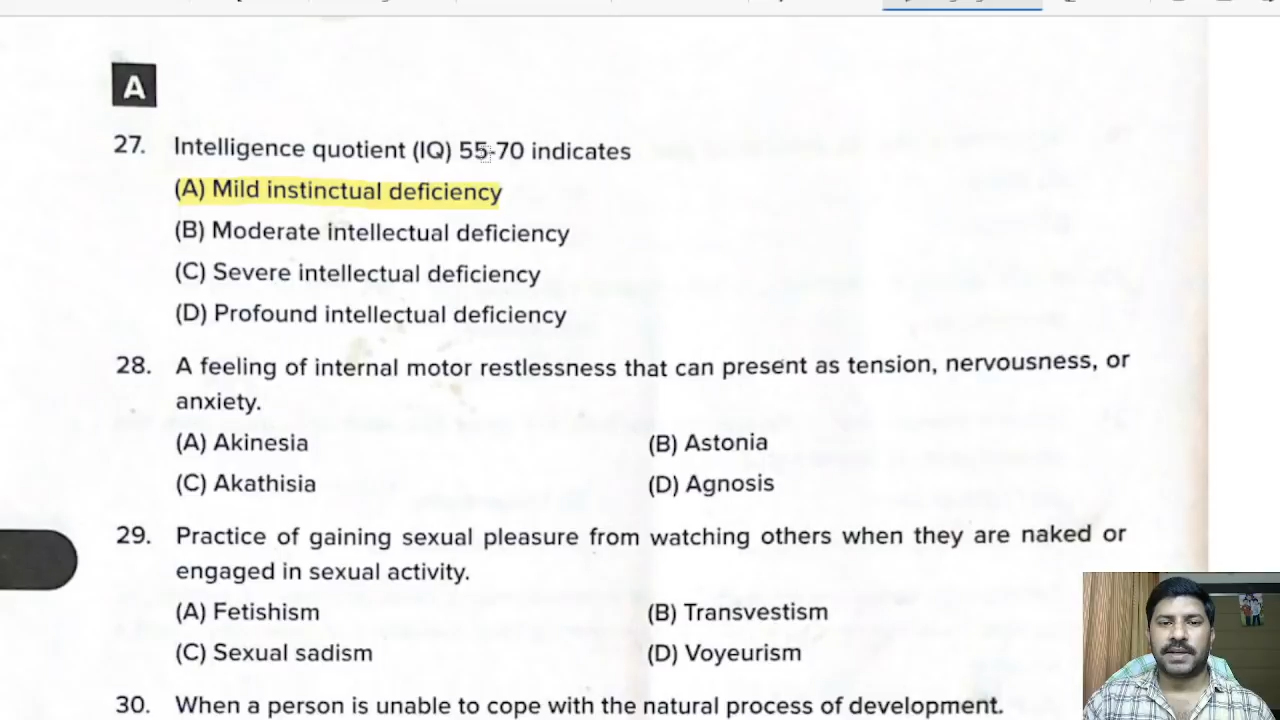 A
27. Intelligence quotient (IQ) 55-70 indicates
(A) Mild instinctual deficiency
(B) Moderate intellectual deficiency
(C) Severe intellectual deficiency
(D) Profound intellectual deficiency
28. A feeling of internal motor restlessness that can present as tension, nervousness, or
anxiety.
(A) Akinesia (B) Astonia
(C) Akathisia (D) Agnosis
29. Practice of gaining sexual pleasure from watching others when they are naked or
engaged in sexual activity.
(A) Fetishism (B) Transvestism
(C) Sexual sadism (D) Voyeurism
30. When a person is unable to cope with the natural process of development.